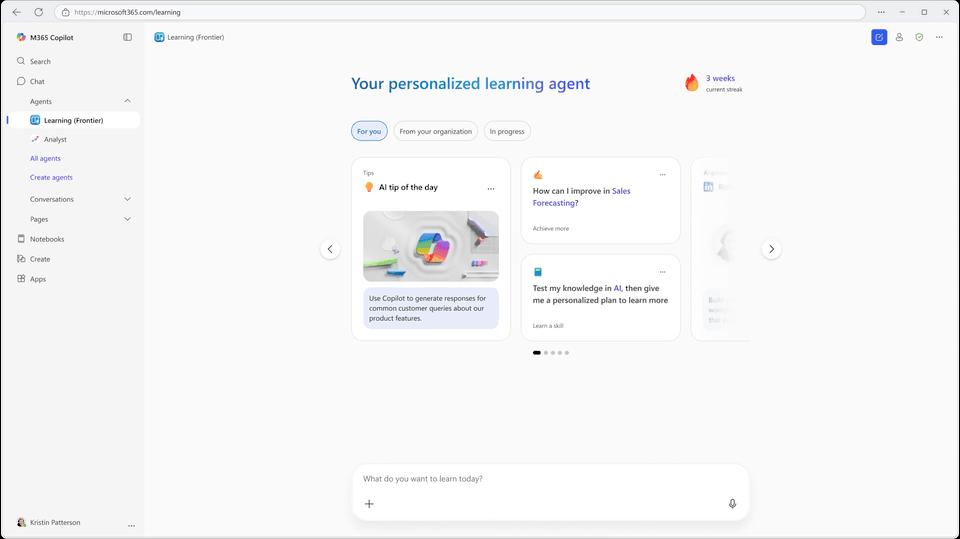 https://microsoft365.com/learning
M365 Copilot
Learning (Frontier)
Search
Chat
Agents
Learning (Frontier)
Analyst
All agents
Create agents
Conversations
Pages
Notebooks
Create
Apps
Kristin Patterson
Your personalized learning agent
3 weeks
current streak
For you
From your organization
In progress
Tips
AI tip of the day
Use Copilot to generate responses for
common customer queries about our
product features.
How can I improve in Sales
Forecasting?
Achieve more
Test my knowledge in AI, then give
me a personalized plan to learn more
Learn a skill
What do you want to learn today?